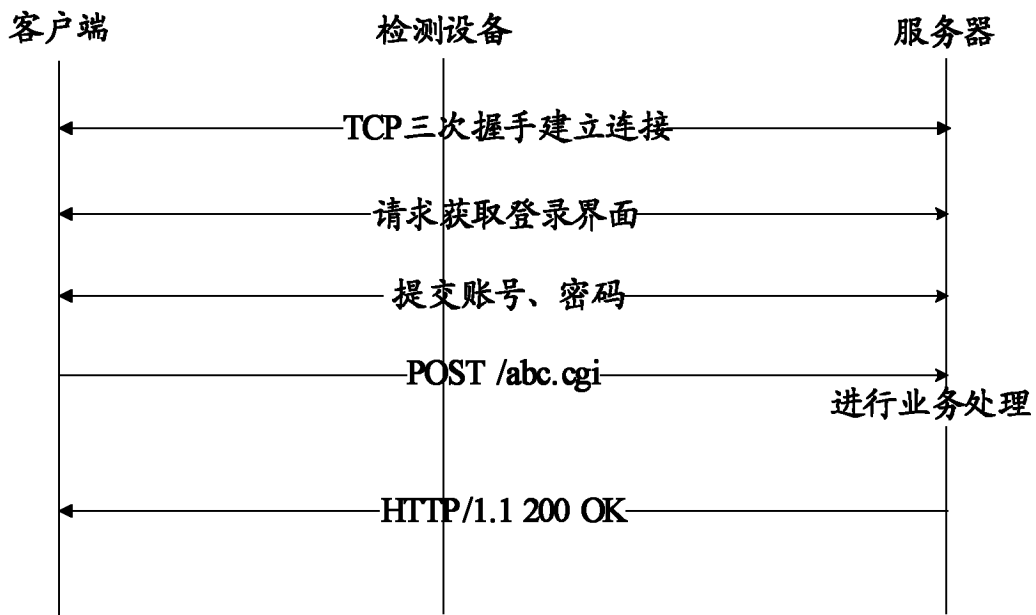 客户端
检测设备
服务器
TCP三次握手建立连接
请求获取登录界面
提交账号、密码
POST /abc.cgi
进行业务处理
HTTP/1.1 200 OK